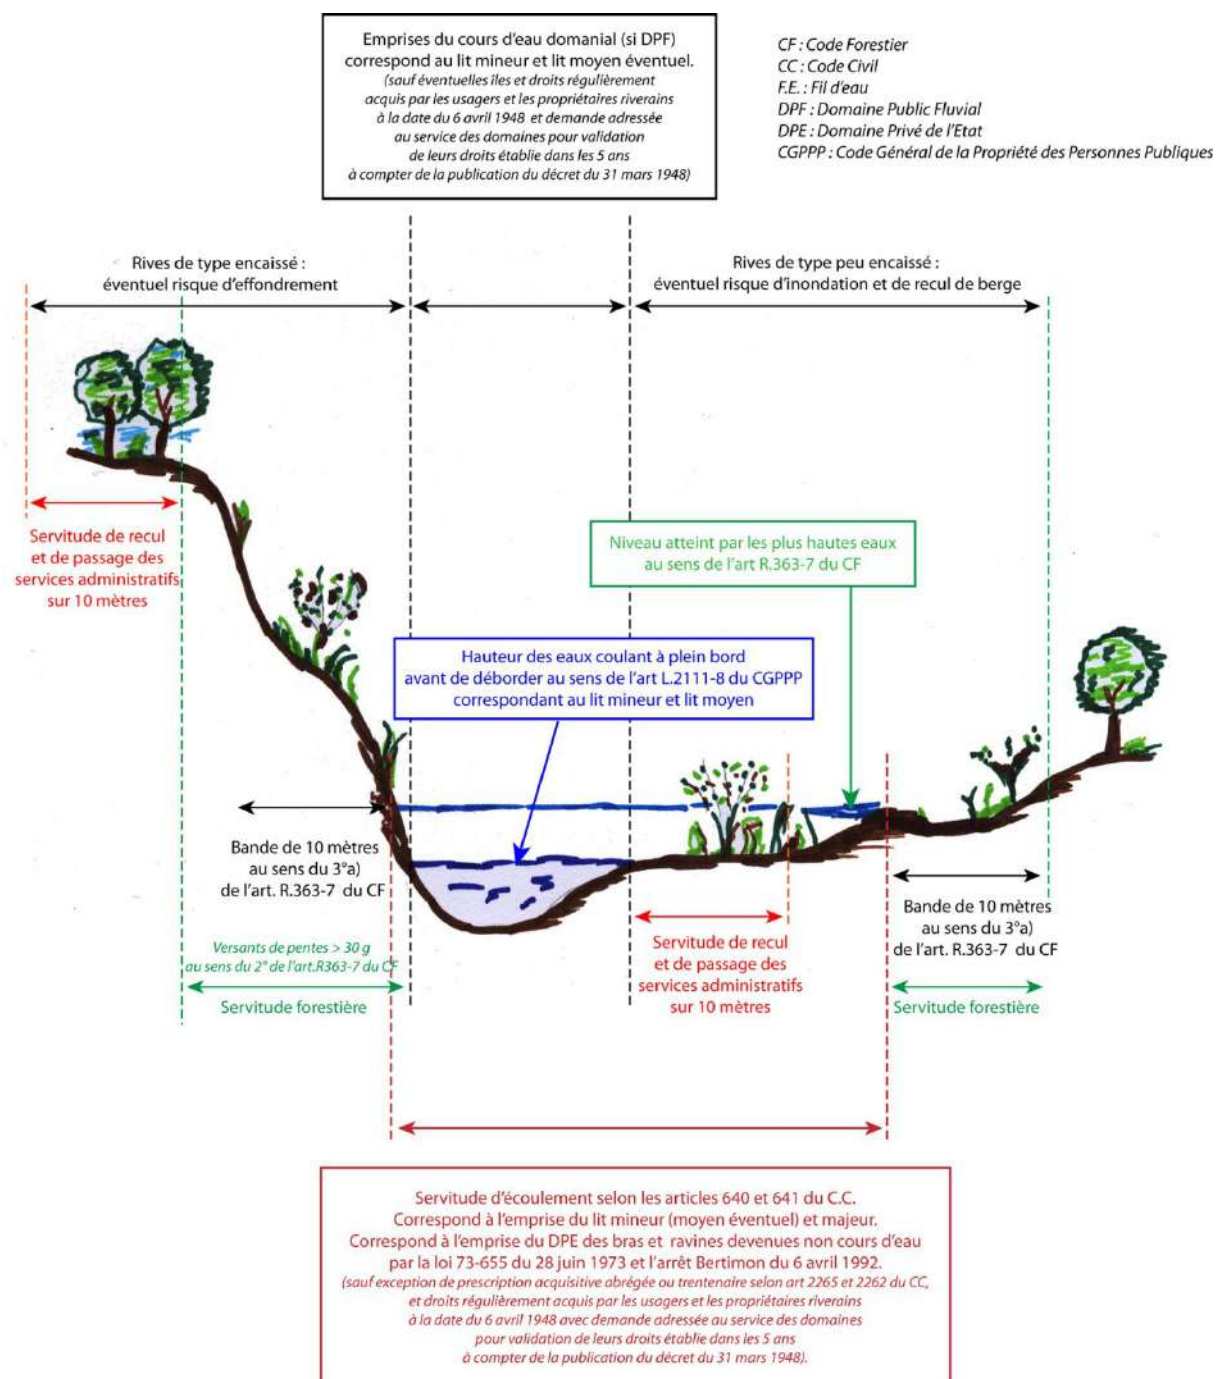 Emprises du cours d'eau domanial (si DPF)
correspond au lit mineur et lit moyen éventuel.
(sauf éventuelles îles et droits régulièrement
acquis par les usagers et les propriétaires riverains
à la date du 6 avril 1948 et demande adressée
au service des domaines pour validation
de leurs droits établie dans les 5 ans
à compter de la publication du décret du 31 mars 1948)
CF : Code Forestier
CC : Code Civil
F.E. : Fil d'eau
DPF : Domaine Public Fluvial
DPE : Domaine Privé de l'Etat
CGPPP : Code Général de la Propriété des Personnes Publiques
Rives de type encaissé :
éventuel risque d'effondrement
Rives de type peu encaissé :
éventuel risque d'inondation et de recul de berge
Servitude de recul
et de passage des
services administratifs
sur 10 mètres
Niveau atteint par les plus hautes eaux
au sens de l'art R.363-7 du CF
Hauteur des eaux coulant à plein bord
avant de déborder au sens de l'art L.2111-8 du CGPPP
correspondant au lit mineur et lit moyen
Bande de 10 mètres
au sens du 3°a)
de l'art. R.363-7 du CF
Versants de pentes > 30 g
au sens du 2° de l'art.R363-7 du CF
Servitude forestière
Servitude de recul
et de passage des
services administratifs
sur 10 mètres
Bande de 10 mètres
au sens du 3°a)
de l'art. R.363-7 du CF
Servitude forestière
Servitude d'écoulement selon les articles 640 et 641 du C.C.
Correspond à l'emprise du lit mineur (moyen éventuel) et majeur.
Correspond à l'emprise du DPE des bras et ravines devenues non cours d'eau
par la loi 73-655 du 28 juin 1973 et l'arrêt Bertimon du 6 avril 1992.
(sauf exception de prescription acquisitive abrégée ou trentenaire selon art 2265 et 2262 du CC,
et droits régulièrement acquis par les usagers et les propriétaires riverains
à la date du 6 avril 1948 avec demande adressée au service des domaines
pour validation de leurs droits établie dans les 5 ans
à compter de la publication du décret du 31 mars 1948).